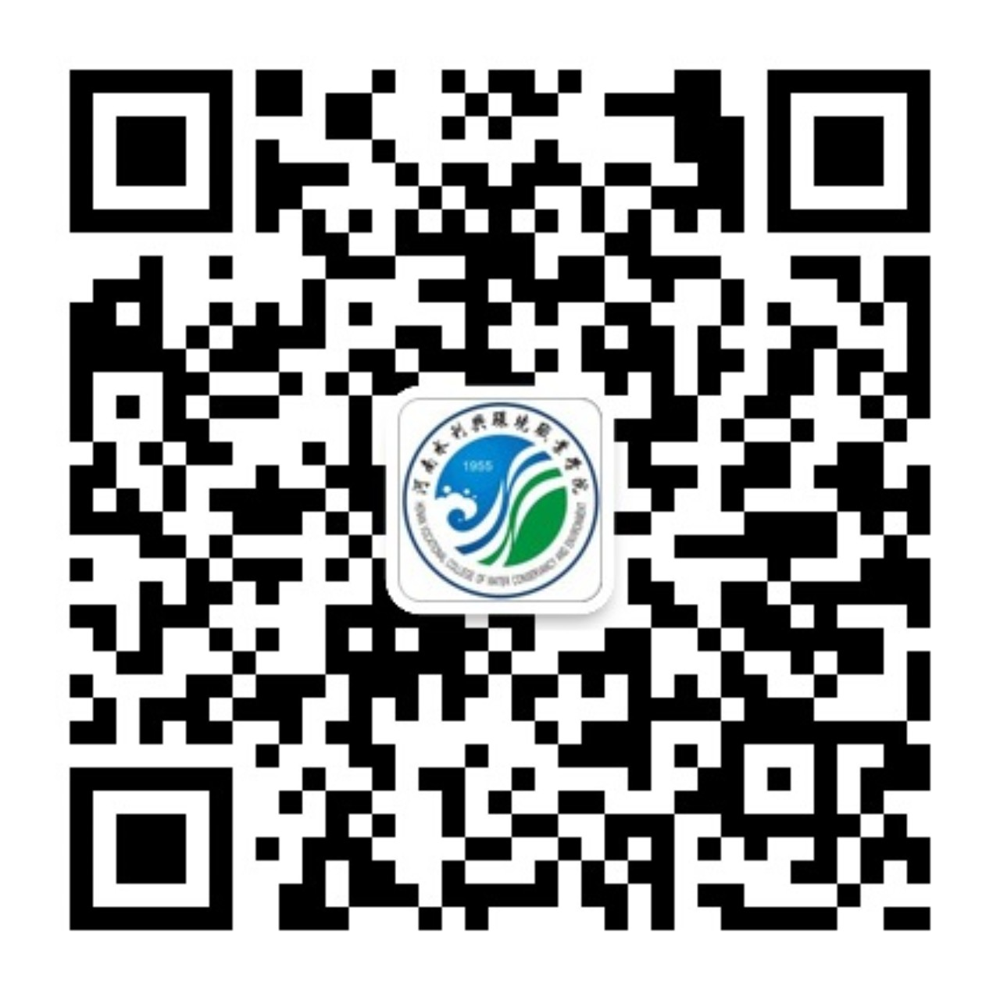 河南水利与环境职业学院
1955
HENAN VOCATIONAL COLLEGE OF WATER CONSERVANCY AND ENVIRONMENT